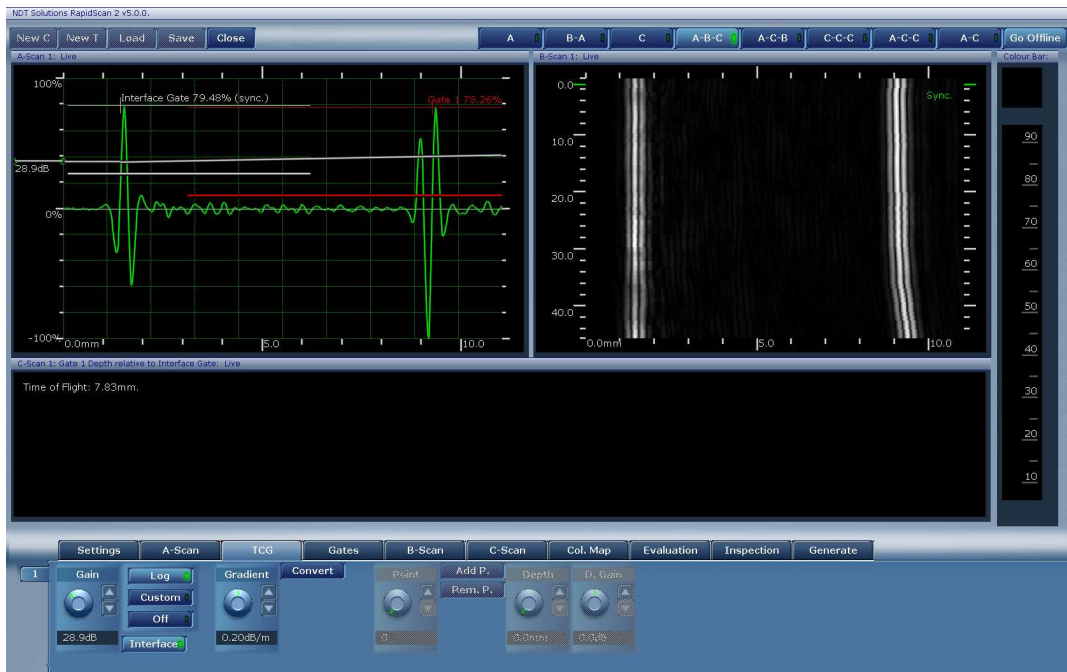 NDT Solutions RapidScan 2 v5.0.0.
New C New T Load Save Close A B-A C A-B-C A-C-B C-C-C A-C-C A-C Go Offline
A-Scan 1: Live
B-Scan 1: Live
Colour Bar:
100%
Interface Gate 79.48% (sync.)
Gate 1 78.26%
28.9dB
0%
-100%
0.0mm
5.0
10.0
0.0
Sync.
10.0
20.0
30.0
40.0
0.0mm
5.0
10.0
90
80
70
60
50
40
30
20
10
C-Scan 1: Gate 1 Depth relative to Interface Gate: Live
Time of Flight: 7.83mm.
Settings A-Scan TCG Gates B-Scan C-Scan Col. Map Evaluation Inspection Generate
1
Gain
Log
Custom
Off
Interface
28.9dB
Gradient
0.20dB/m
Convert
Point
0
Add P.
Rem. P.
Depth
0.0mm
D. Gain
0.0dB